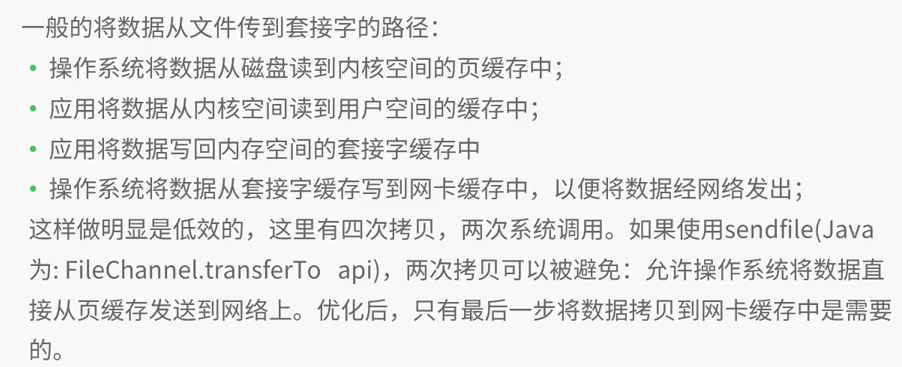 一般的将数据从文件传到套接字的路径：
• 操作系统将数据从磁盘读到内核空间的页缓存中；
• 应用将数据从内核空间读到用户空间的缓存中；
• 应用将数据写回内存空间的套接字缓存中
• 操作系统将数据从套接字缓存写到网卡缓存中，以便将数据经网络发出；
这样做明显是低效的，这里有四次拷贝，两次系统调用。如果使用sendfile(Java
为: FileChannel.transferTo api)，两次拷贝可以被避免：允许操作系统将数据直
接从页缓存发送到网络上。优化后，只有最后一步将数据拷贝到网卡缓存中是需要
的。